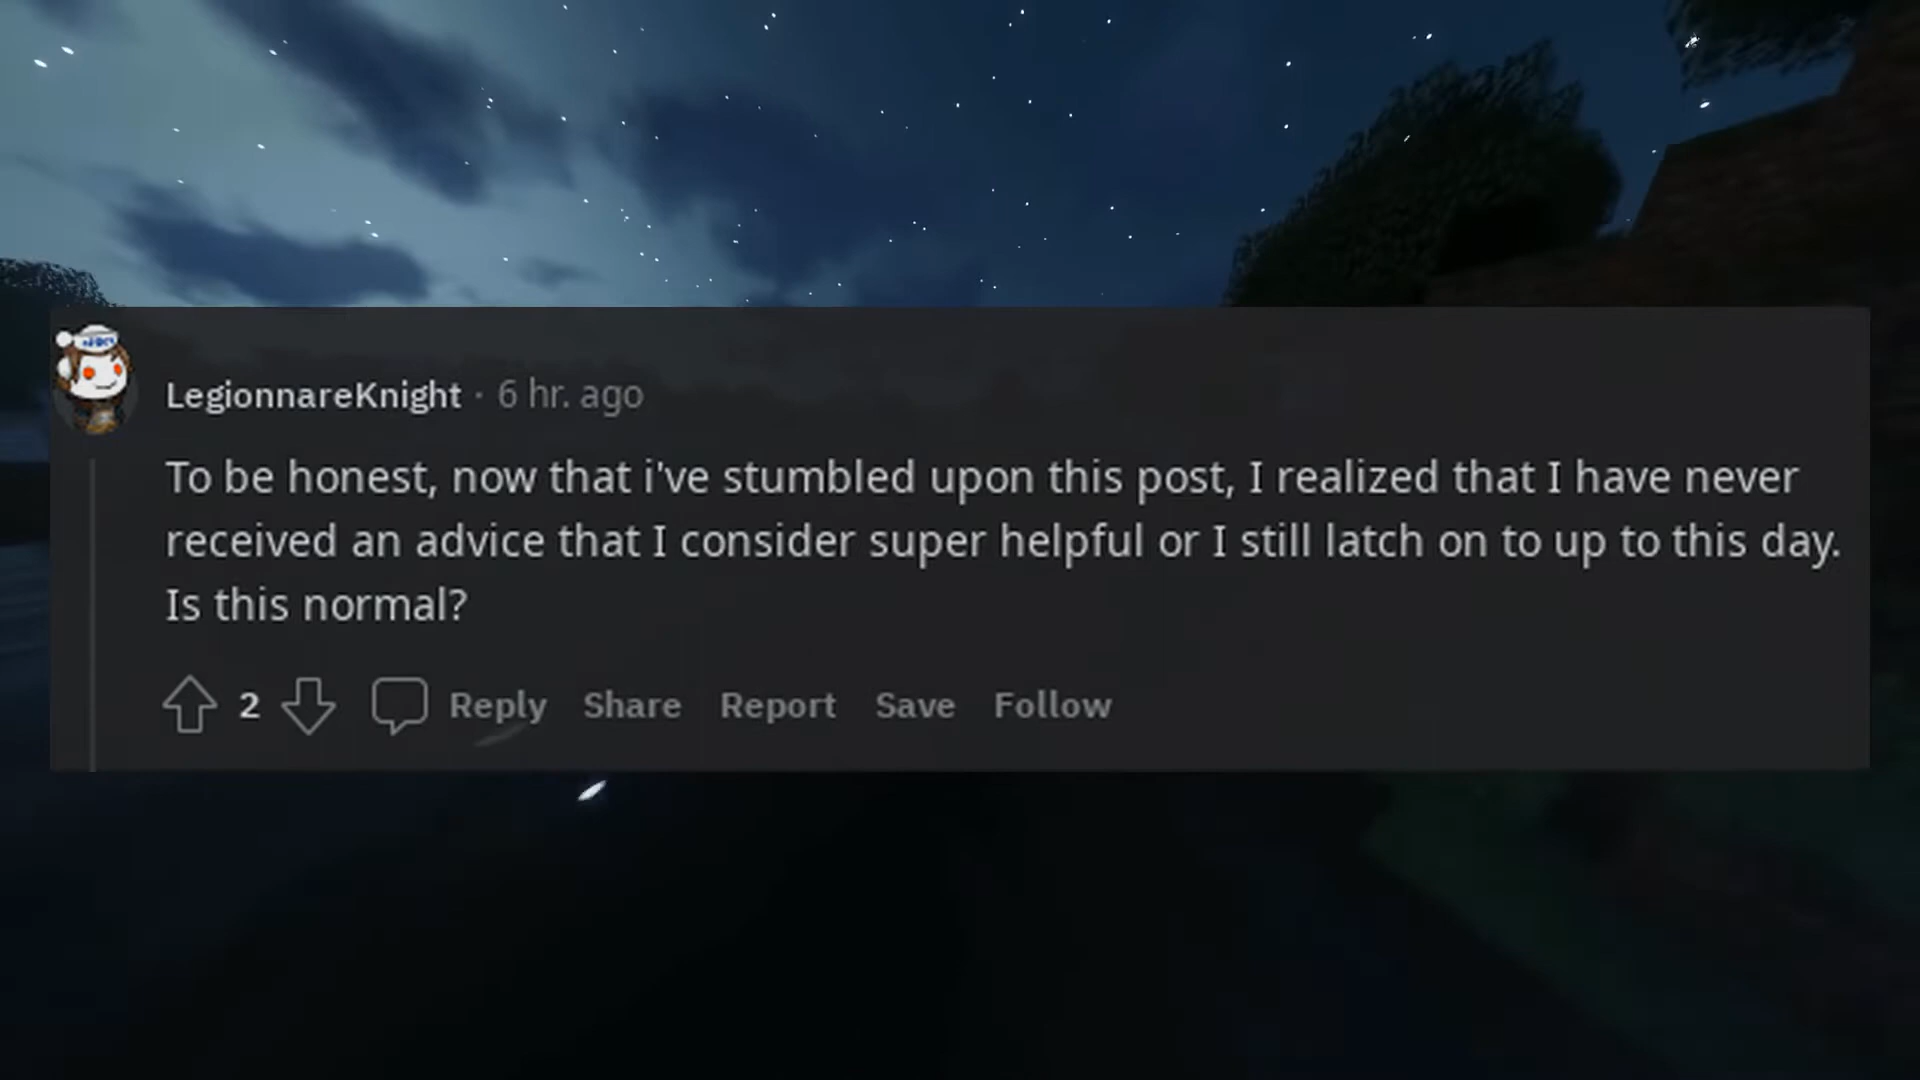 LegionnareKnight · 6 hr. ago
To be honest, now that i've stumbled upon this post, I realized that I have never
received an advice that I consider super helpful or I still latch on to up to this day.
Is this normal?
2 Reply Share Report Save Follow